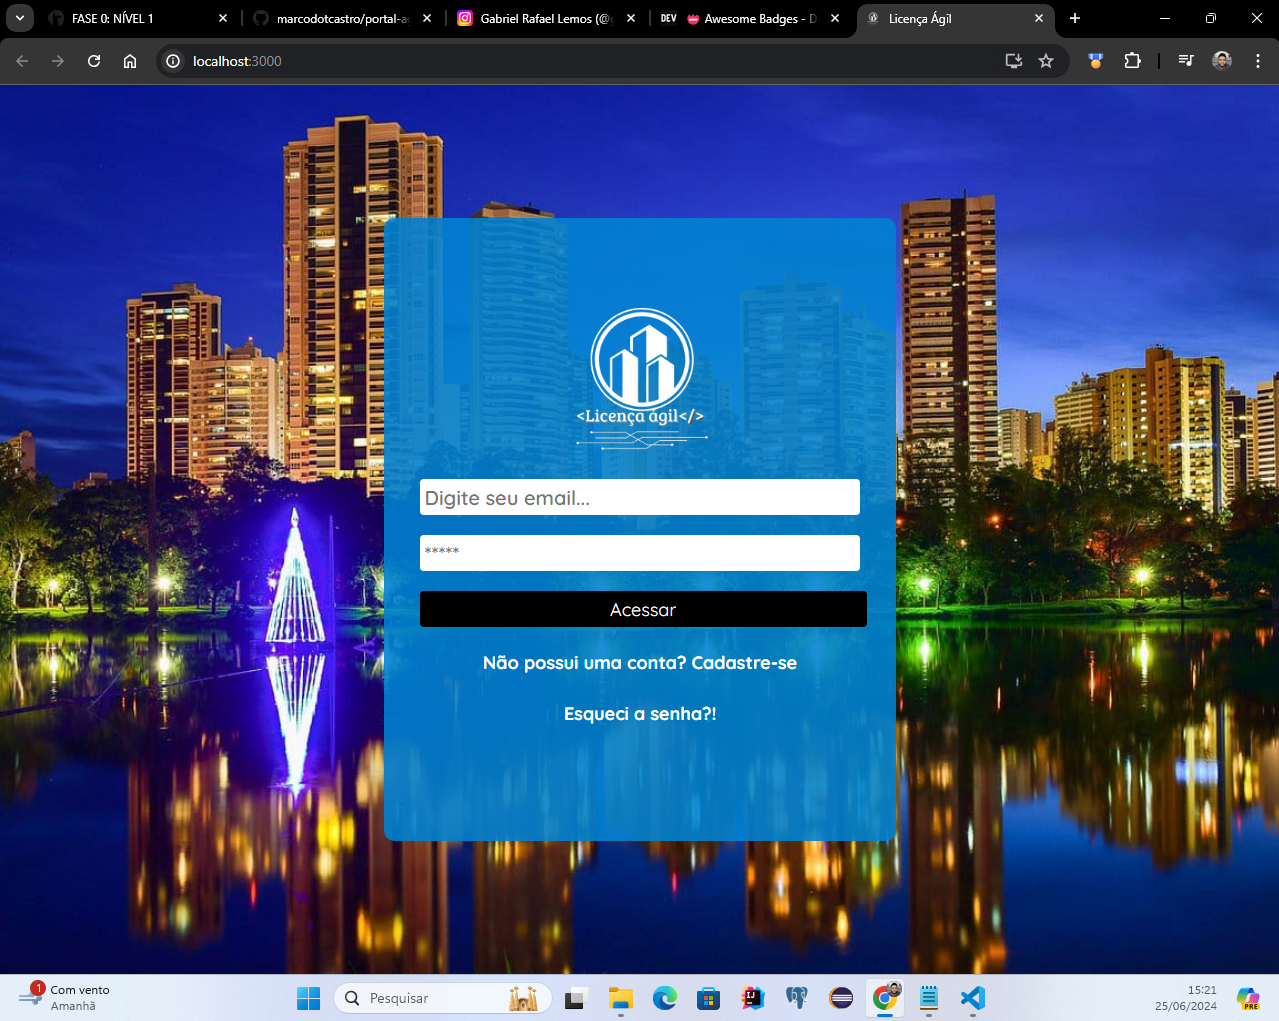 FASE 0: NÍVEL 1
marcodotcastro/portal-a
Gabriel Rafael Lemos (@
DEV
Awesome Badges - D
Licença Ágil
localhost:3000
<Licença ágil</>
Digite seu email...
*****
Acessar
Não possui uma conta? Cadastre-se
Esqueci a senha?!
1
Com vento
Amanhã
Pesquisar
IJ
PRE
15:21
25/06/2024